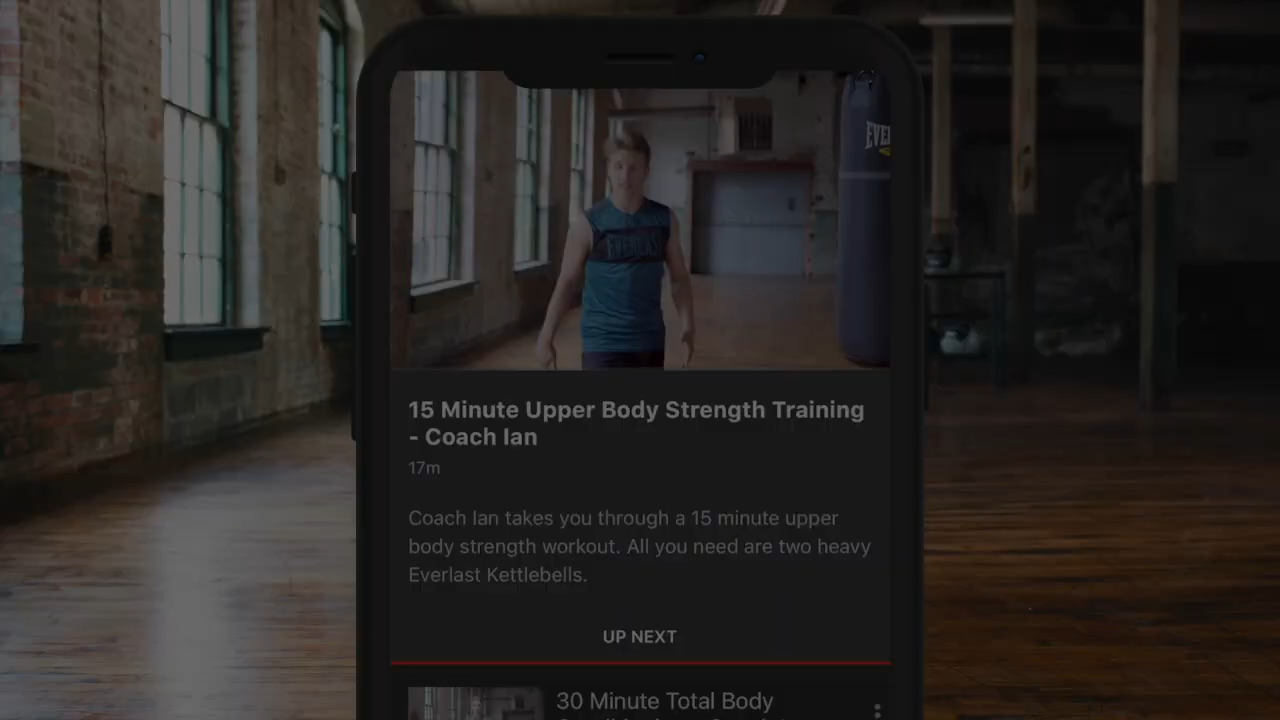 EVERLAST
15 Minute Upper Body Strength Training
- Coach Ian
17m
Coach Ian takes you through a 15 minute upper
body strength workout. All you need are two heavy
Everlast Kettlebells.
UP NEXT
30 Minute Total Body